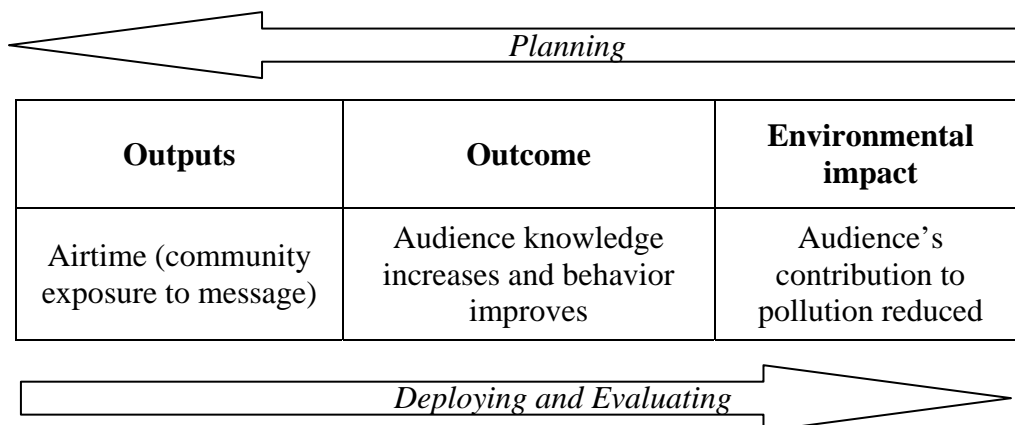 Planning
Outputs
Outcome
Environmental
impact
Airtime (community
exposure to message)
Audience knowledge
increases and behavior
improves
Audience’s
contribution to
pollution reduced
Deploying and Evaluating